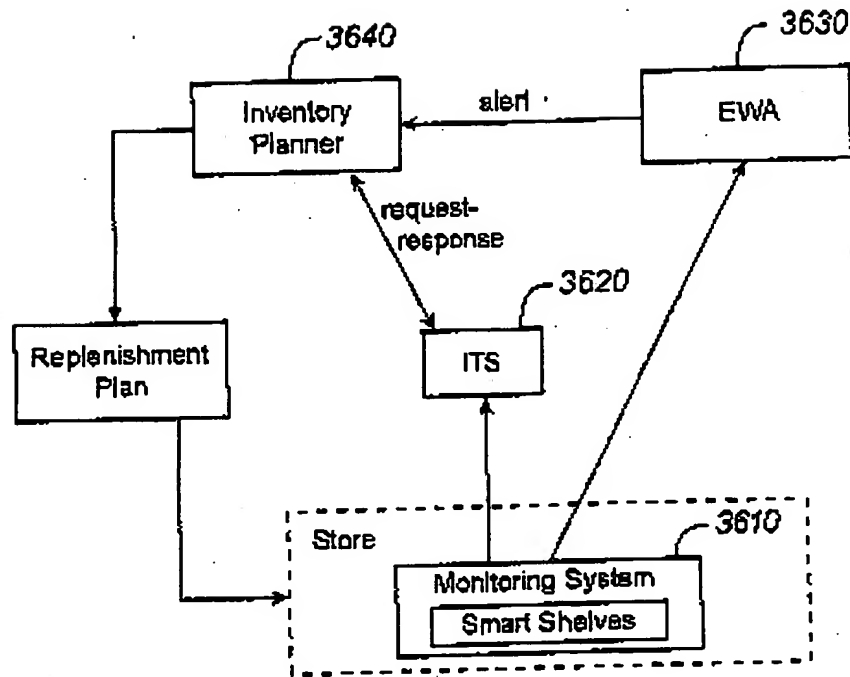 3640
3630
Inventory
Planner
alert
EWA
request-
response
3620
Replenishment
Plan
ITS
Store
3610
Monitoring System
Smart Shelves